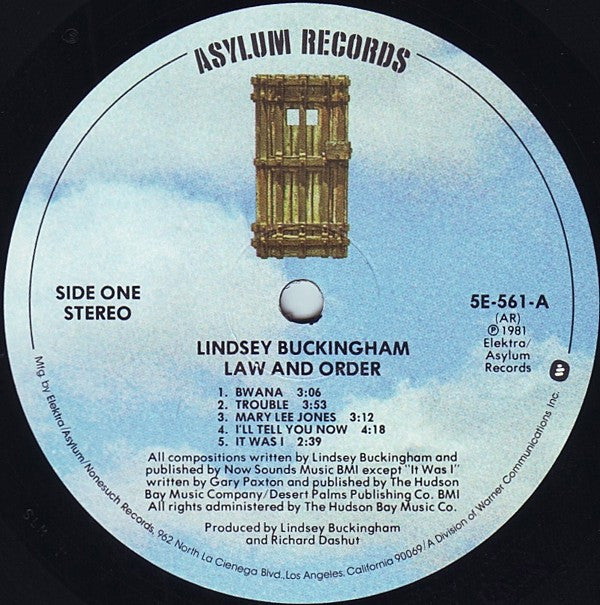 ASYLUM RECORDS
SIDE ONE
STEREO
5E-561-A
(AR)
Ⓟ 1981
Elektra/
Asylum
Records
LINDSEY BUCKINGHAM
LAW AND ORDER
1. BWANA 3:06
2. TROUBLE 3:53
3. MARY LEE JONES 3:12
4. I'LL TELL YOU NOW 4:18
5. IT WAS I 2:39
All compositions written by Lindsey Buckingham and
published by Now Sounds Music BMI except "It Was I"
written by Gary Paxton and published by The Hudson
Bay Music Company/Desert Palms Publishing Co. BMI
All rights administered by The Hudson Bay Music Co.
Produced by Lindsey Buckingham
and Richard Dashut
Mfg. by Elektra/Asylum/Nonesuch Records, 962 North La Cienega Blvd., Los Angeles, California 90069/A Division of Warner Communications Inc.